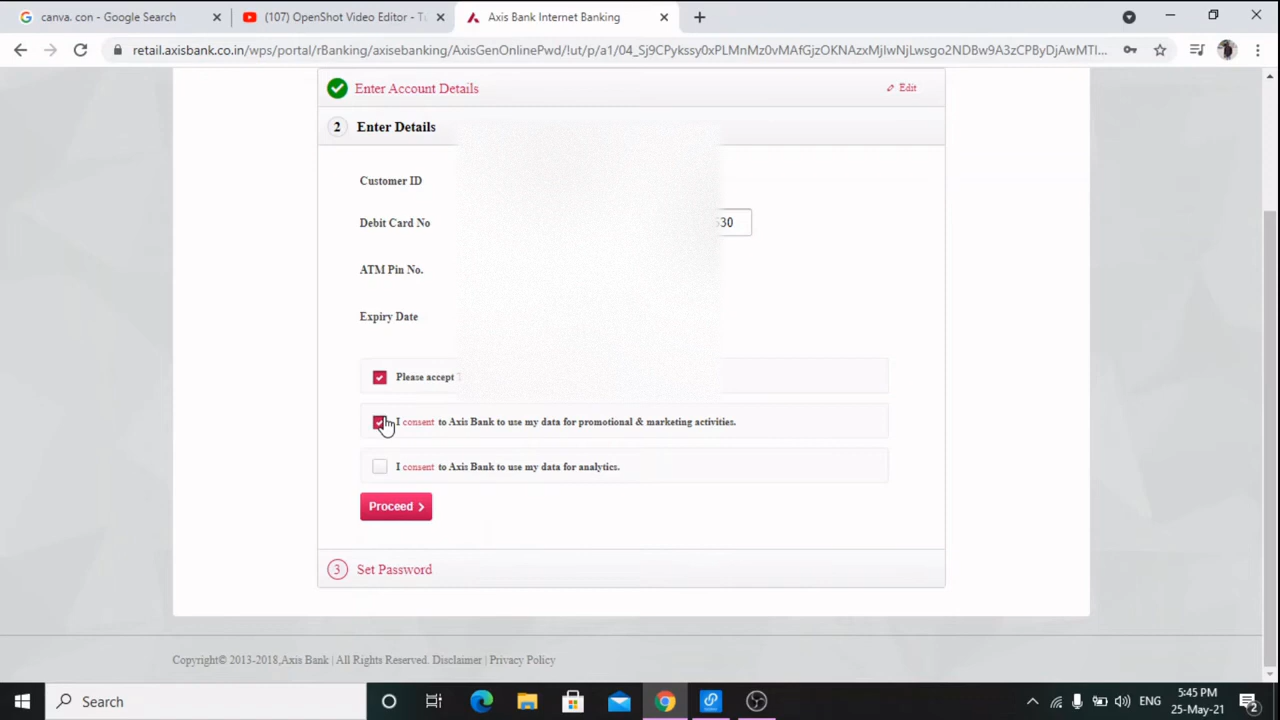 canva. con - Google Search
(107) OpenShot Video Editor - Tu
Axis Bank Internet Banking
retail.axisbank.co.in/wps/portal/rBanking/axisebanking/AxisGenOnlinePwd/!ut/p/a1/04_Sj9CPykssy0xPLMnMz0vMAfGjzOKNAzxMjIwNjLwsgo2NDBw9A3zCPByDjAwMTI...
Enter Account Details
Edit
2 Enter Details
Customer ID
Debit Card No
30
ATM Pin No.
Expiry Date
Please accept
I consent to Axis Bank to use my data for promotional & marketing activities.
I consent to Axis Bank to use my data for analytics.
Proceed
3 Set Password
Copyright© 2013-2018,Axis Bank | All Rights Reserved. Disclaimer | Privacy Policy
Search
ENG
5:45 PM
25-May-21
2